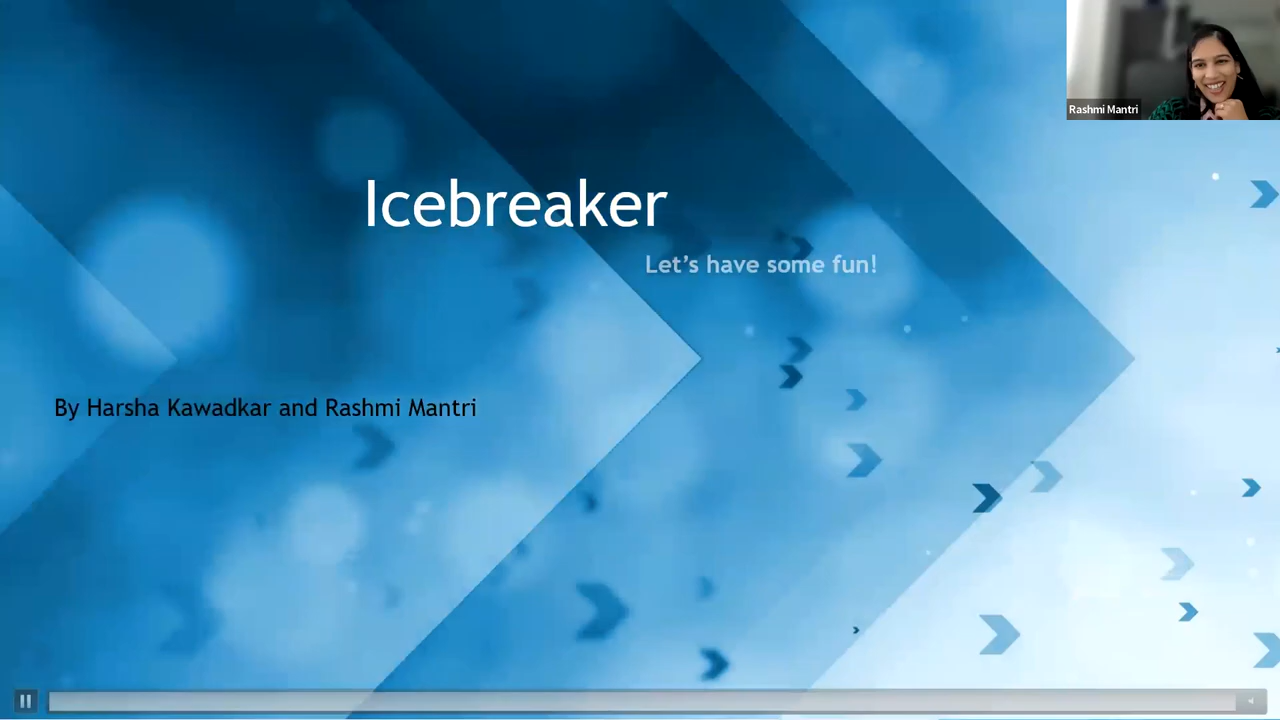 Rashmi Mantri
Icebreaker
Let’s have some fun!
By Harsha Kawadkar and Rashmi Mantri